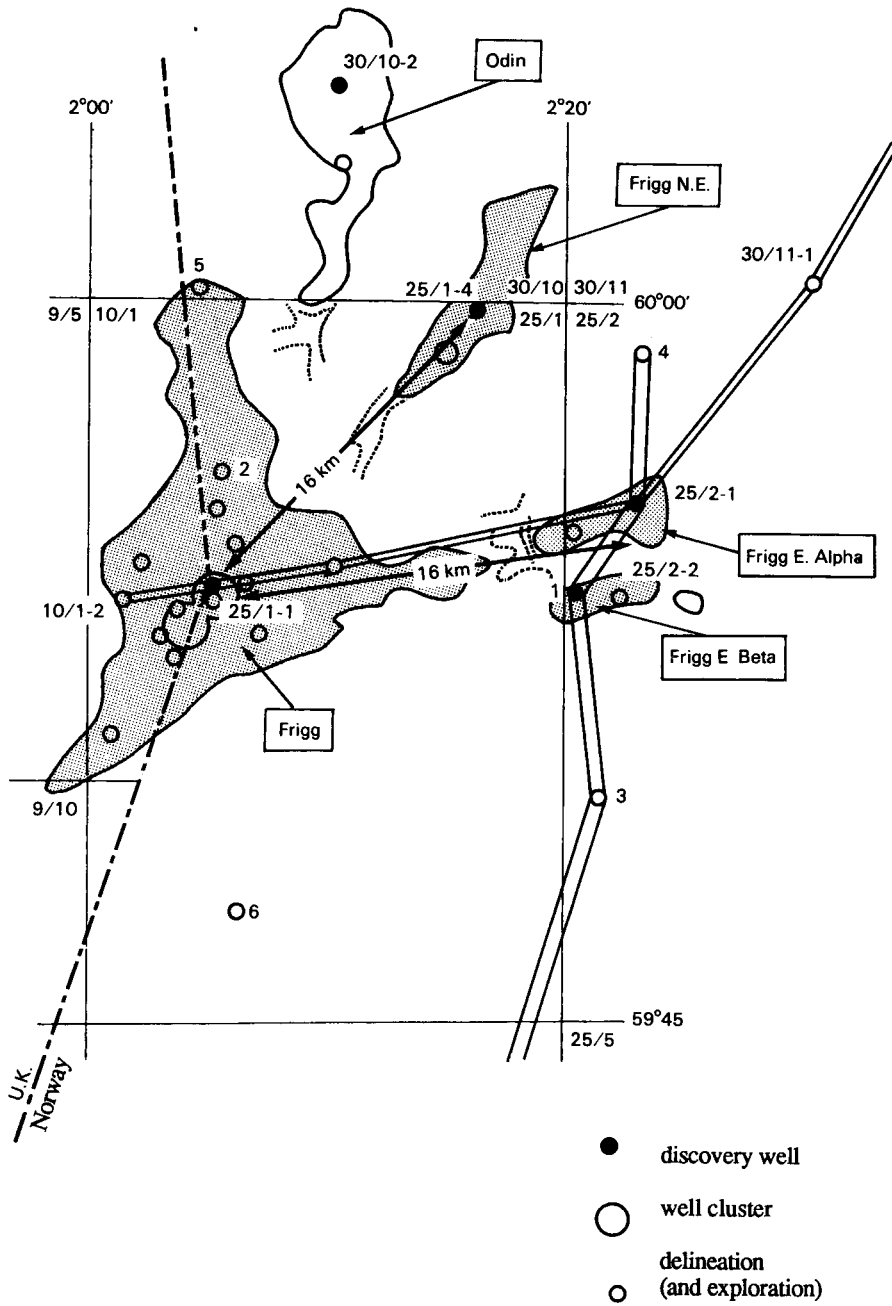 30/10-2
Odin
2°00′
2°20′
Frigg N.E.
30/11-1
5
25/1-4
30/10
30/11
60°00′
9/5
10/1
25/1
25/2
4
2
16 km
25/2-1
Frigg E. Alpha
16 km
1
25/2-2
10/1-2
25/1-1
Frigg E Beta
Frigg
3
9/10
6
59°45
25/5
U.K.
Norway
discovery well
well cluster
delineation
(and exploration)